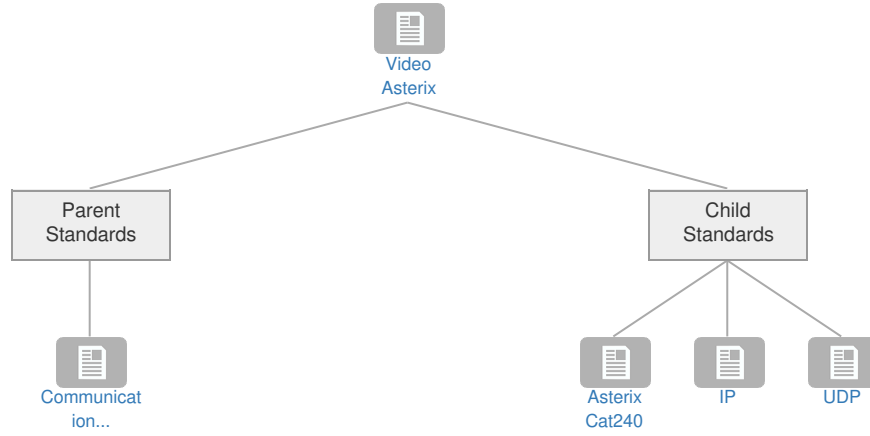 Video
Asterix
Parent
Standards
Child
Standards
Communicat
ion...
Asterix
Cat240
IP
UDP